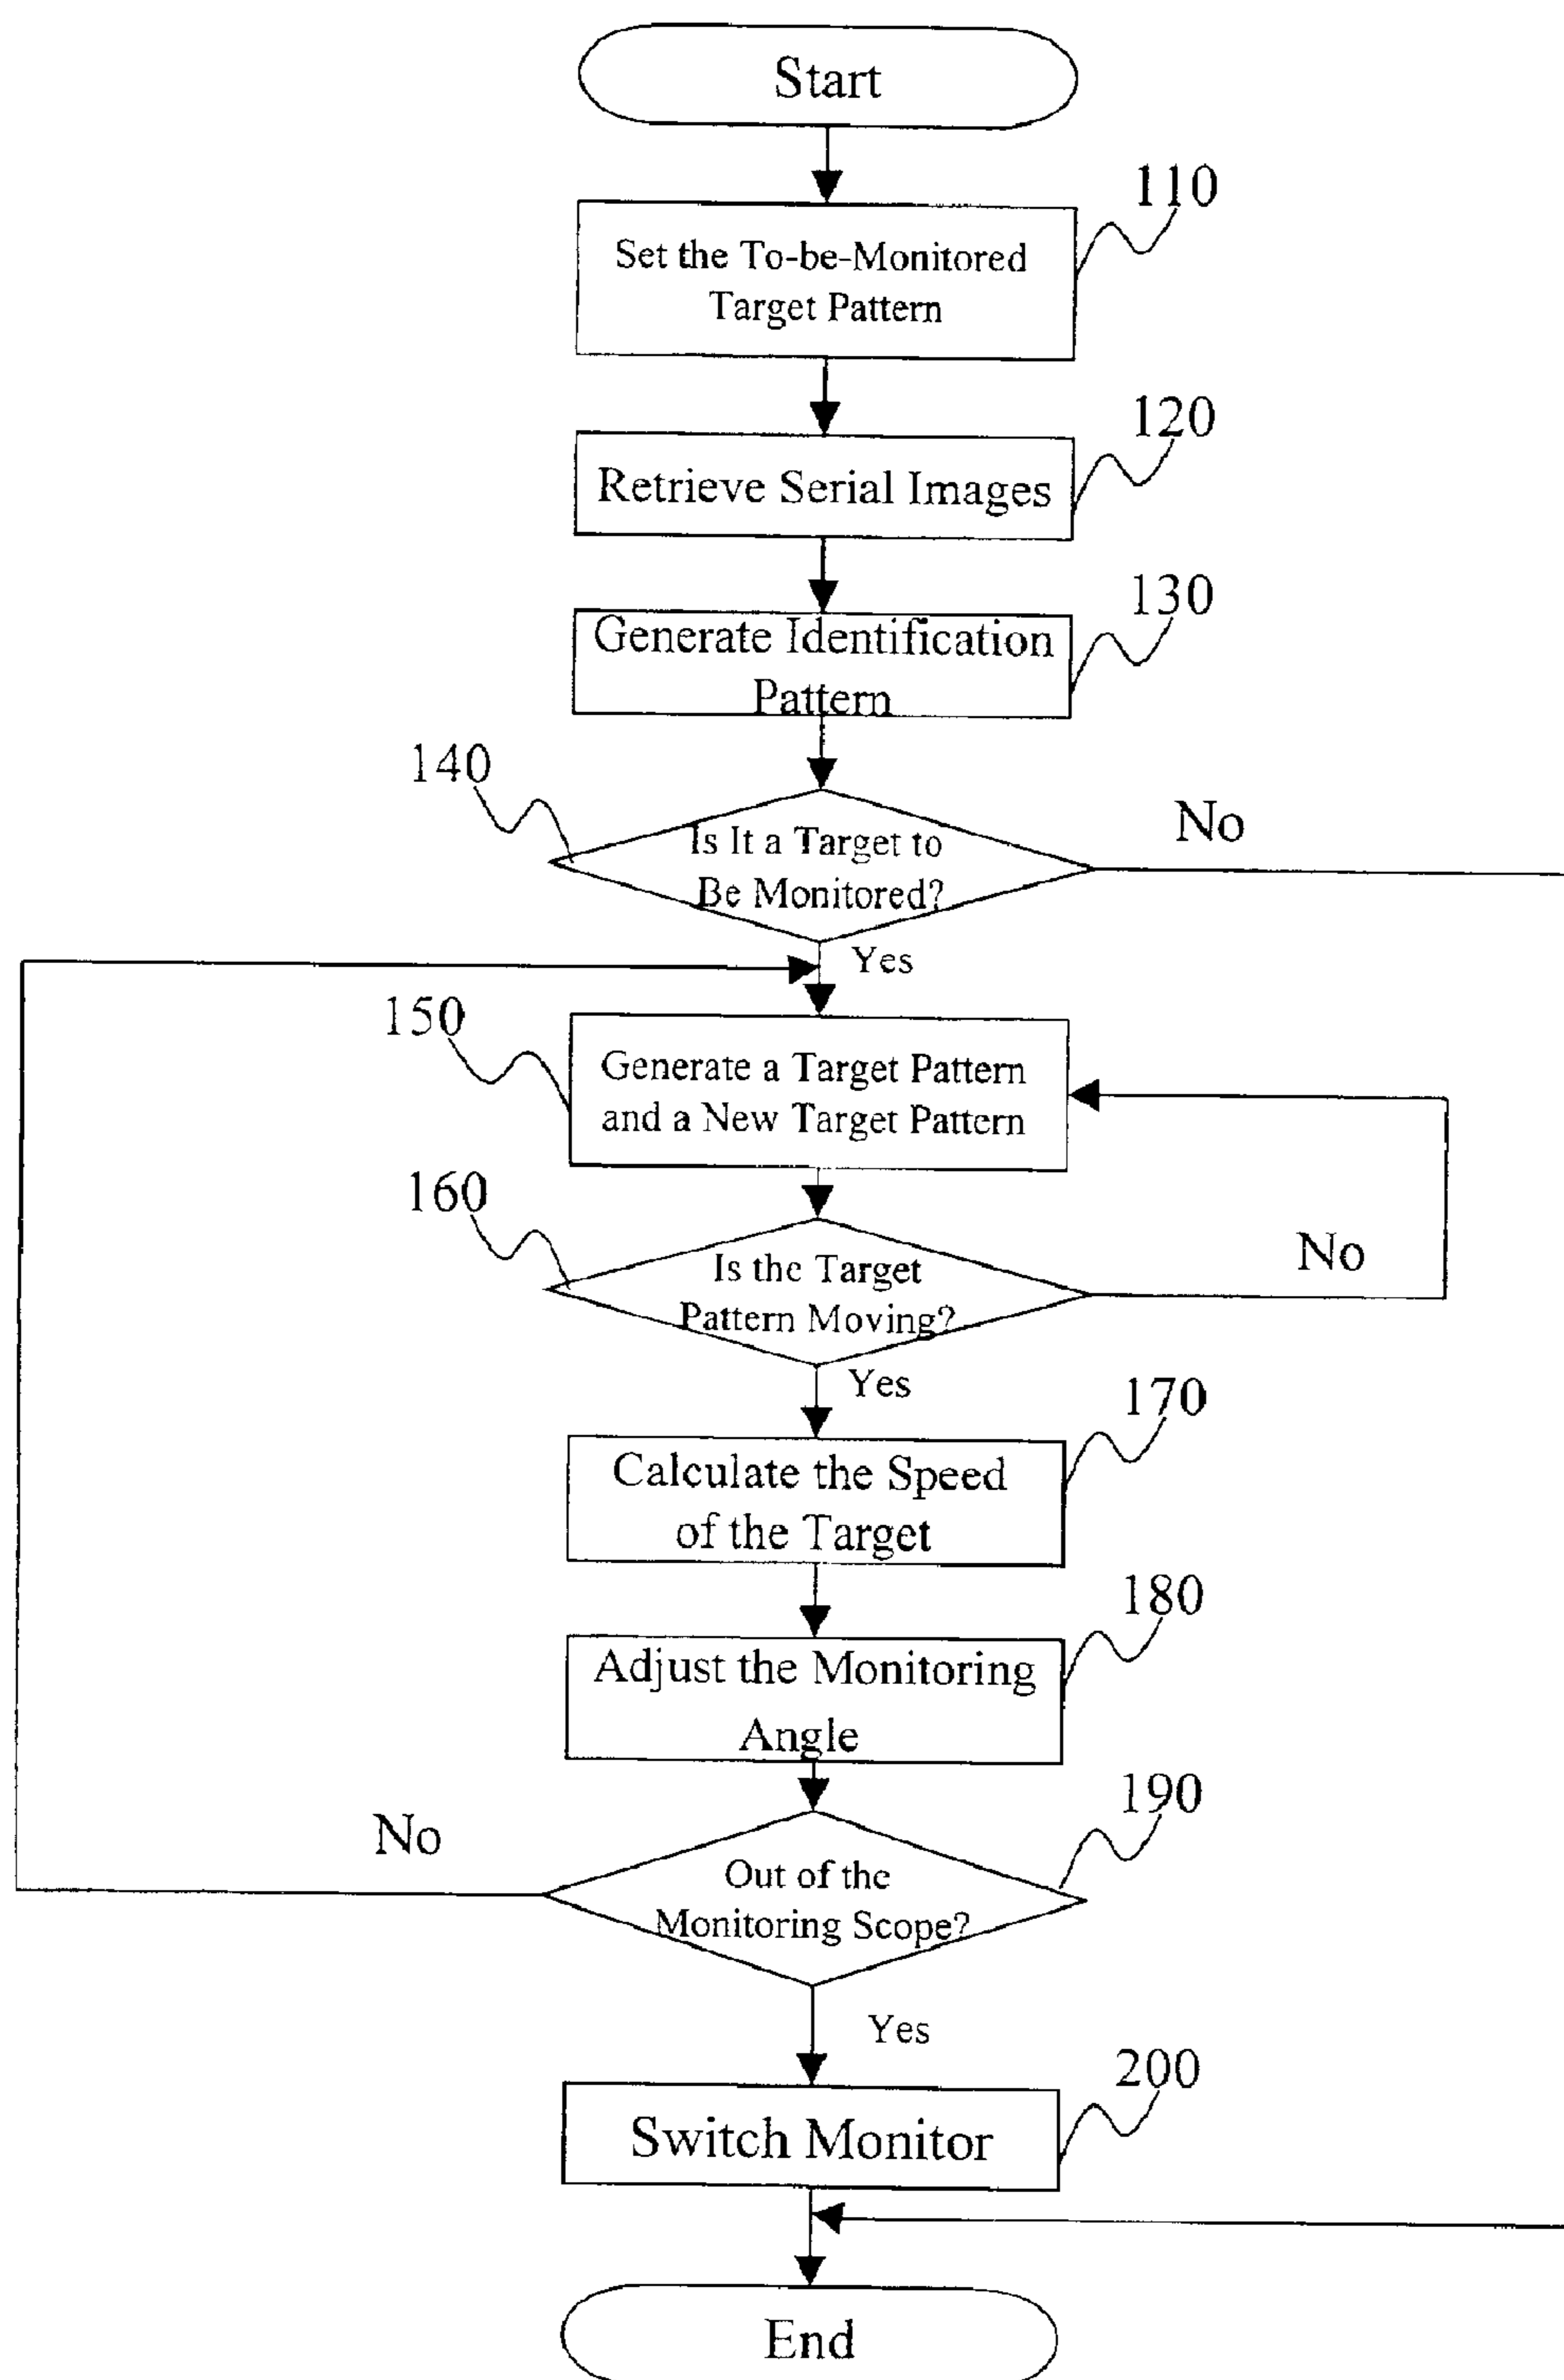 Start
110
Set the To-be-Monitored
Target Pattern
120
Retrieve Serial Images
130
Generate Identification
Pattern
140
Is It a Target to
Be Monitored?
No
Yes
150
Generate a Target Pattern
and a New Target Pattern
160
Is the Target
Pattern Moving?
No
Yes
170
Calculate the Speed
of the Target
180
Adjust the Monitoring
Angle
190
No
Out of the
Monitoring Scope?
Yes
200
Switch Monitor
End